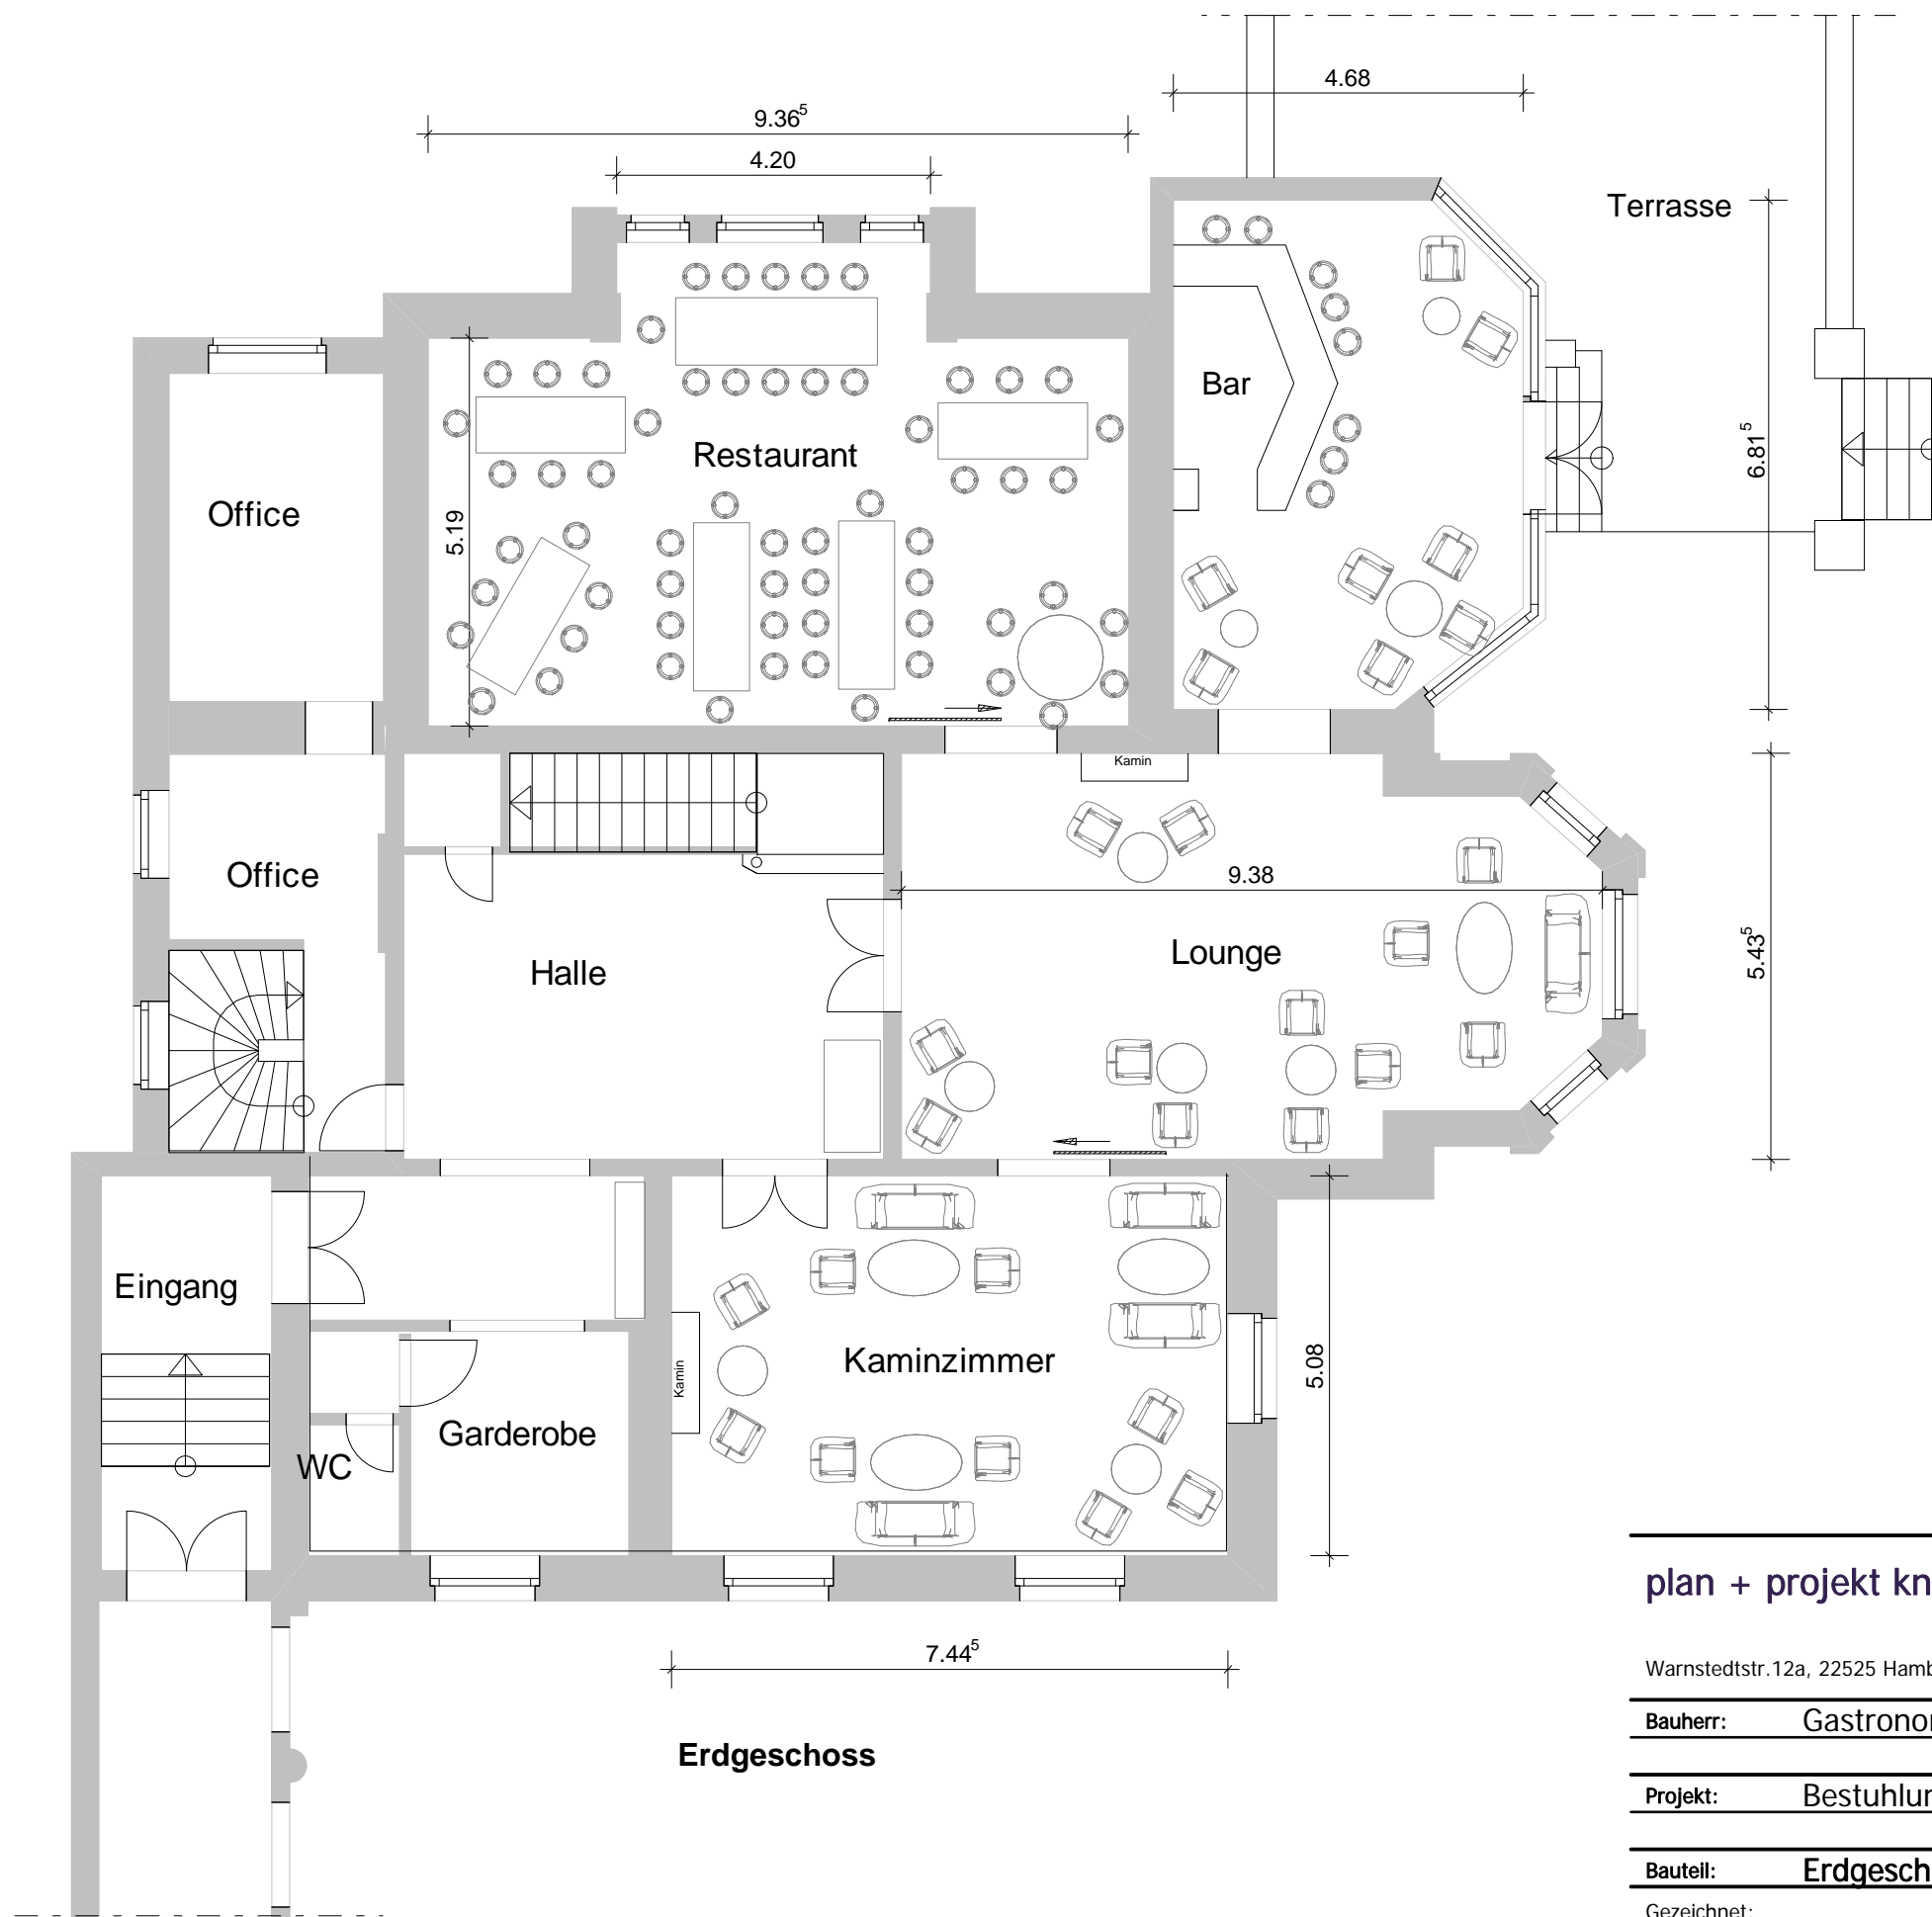 4.68
9.36⁵
4.20
Terrasse
Bar
Restaurant
6.81⁵
Office
5.19
Kamin
Office
9.38
Halle
Lounge
5.43⁵
Eingang
Kaminzimmer
Kamin
5.08
Garderobe
WC
7.44⁵
Erdgeschoss
plan + projekt kn
Warnstedtstr.12a, 22525 Hamb
Bauherr: Gastronom
Projekt: Bestuhlun
Bauteil: Erdgesch
Gezeichnet: